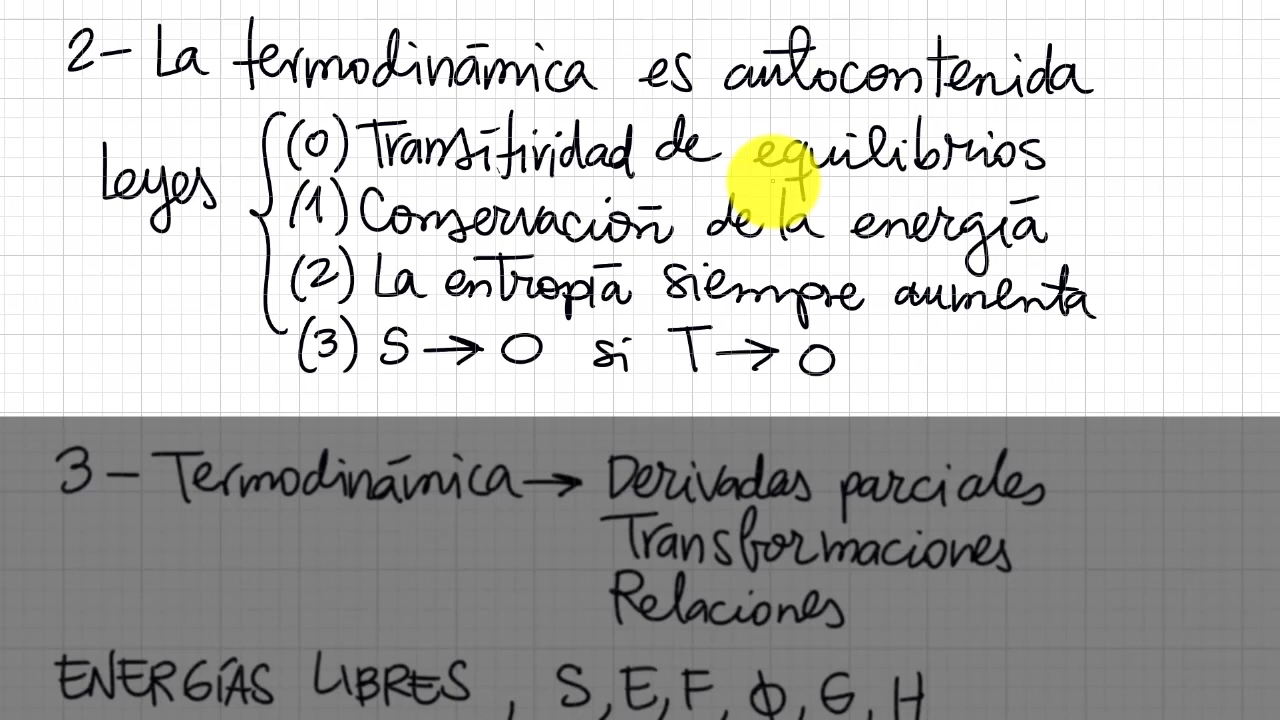 2- La termodinámica es autocontenida
Leyes
(0) Transitividad de equilibrios
(1) Conservación de la energía
(2) La entropía siempre aumenta
(3) S → 0 si T → 0
3- Termodinámica → Derivadas parciales
Transformaciones
Relaciones
ENERGÍAS LIBRES, S, E, F, Φ, G, H